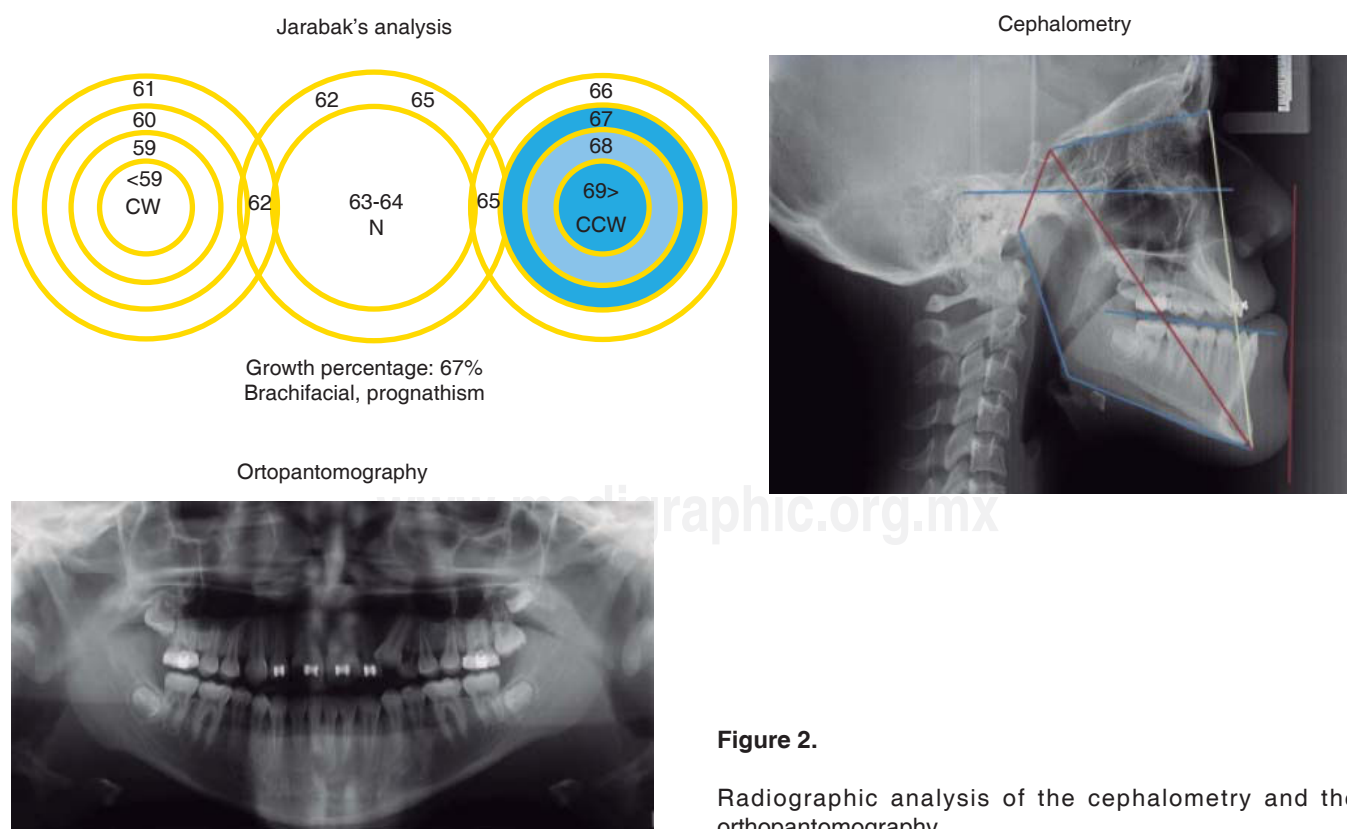 Jarabak's analysis
61
60
59
<59
CW
62
62
65
63-64
N
65
66
67
68
69>
CCW
Growth percentage: 67%
Brachifacial, prognathism
Cephalometry
Ortopantomography
www.medigraphic.org.mx
Figure 2.
Radiographic analysis of the cephalometry and the
orthopantomography